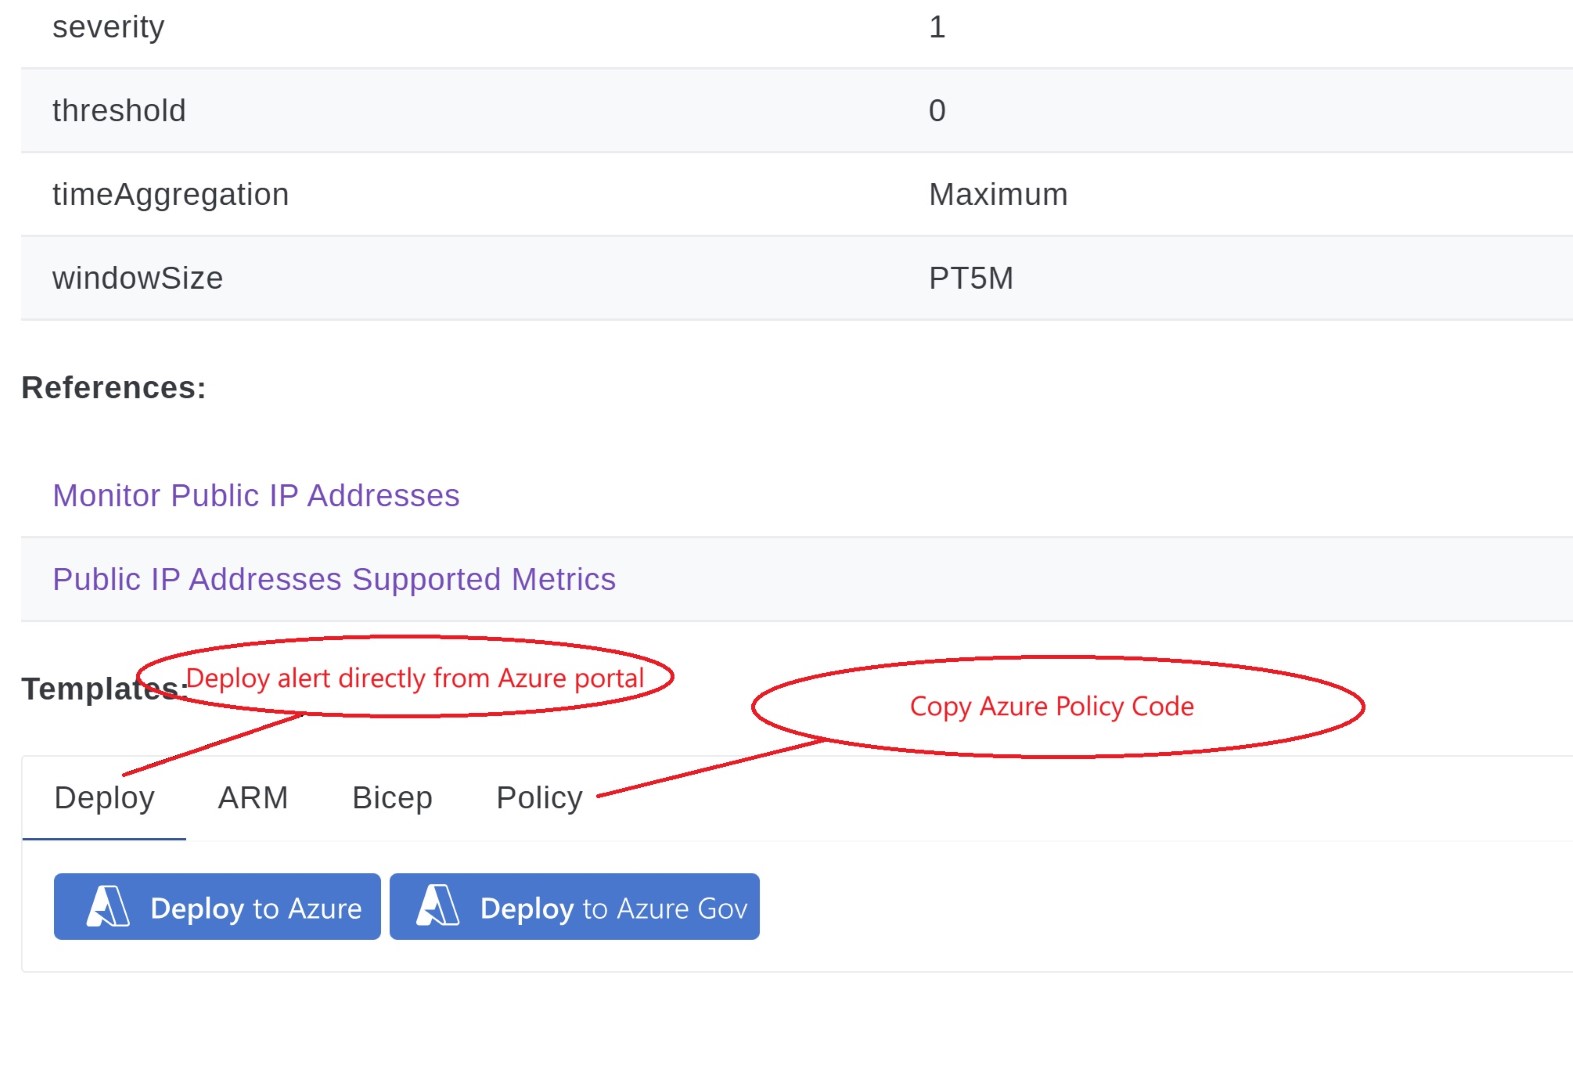 severity 1
threshold 0
timeAggregation Maximum
windowSize PT5M
References:
Monitor Public IP Addresses
Public IP Addresses Supported Metrics
Deploy alert directly from Azure portal
Templates:
Copy Azure Policy Code
Deploy ARM Bicep Policy
Deploy to Azure Deploy to Azure Gov